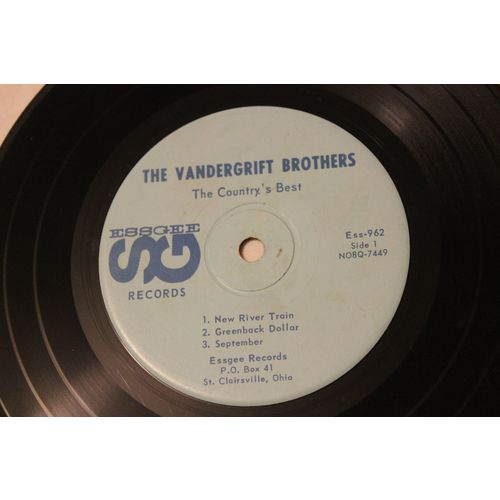 THE VANDERGRIFT BROTHERS
The Country's Best
ESSGEE
SG
RECORDS
Ess-962
Side 1
NO8Q-7449
1. New River Train
2. Greenback Dollar
3. September
Essgee Records
P.O. Box 41
St. Clairsville, Ohio